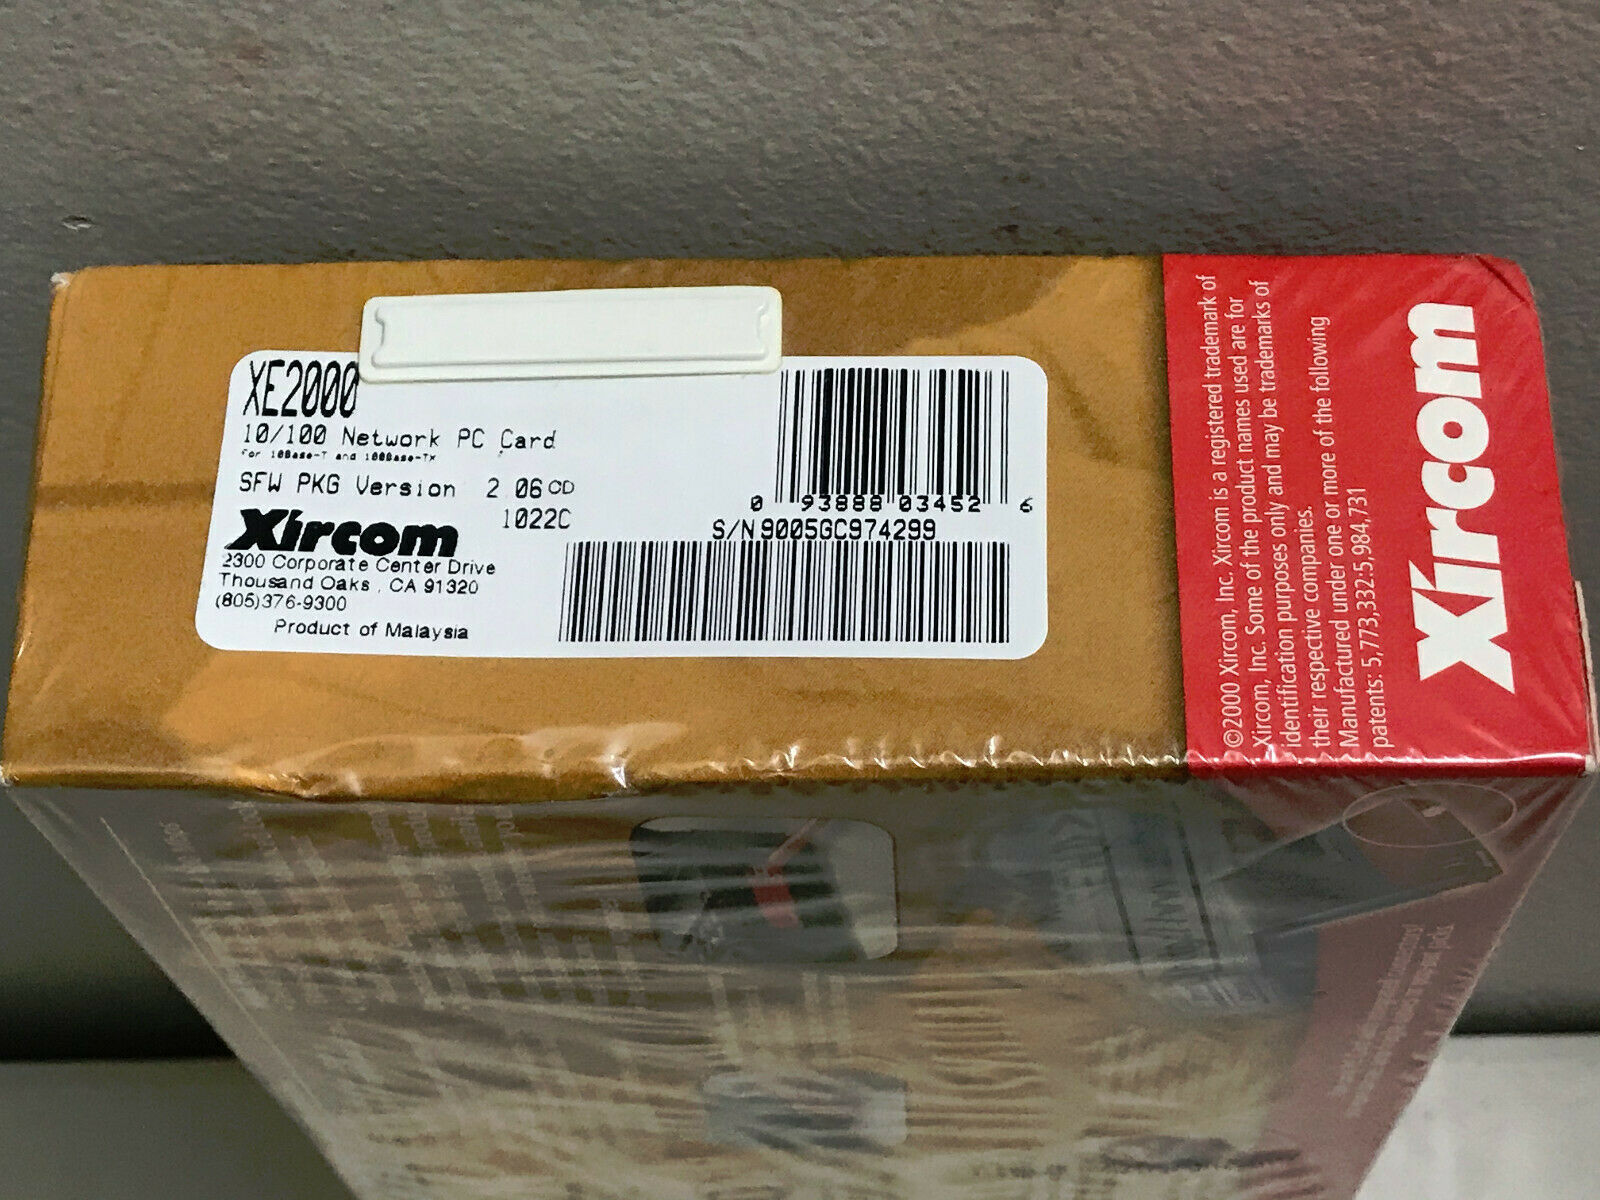 XE2000
10/100 Network PC Card
for 10Base-T and 100Base-TX
SFW PKG Version 2.06 CD
1022C
Xircom
2300 Corporate Center Drive
Thousand Oaks, CA 91320
(805)376-9300
Product of Malaysia
0 93888 03452 6
S/N 9005GC974299
©2000 Xircom, Inc. Xircom is a registered trademark of
Xircom, Inc. Some of the product names used are for
identification purposes only and may be trademarks of
their respective companies.
Manufactured under one or more of the following
patents: 5,773,332:5,984,731
Xircom